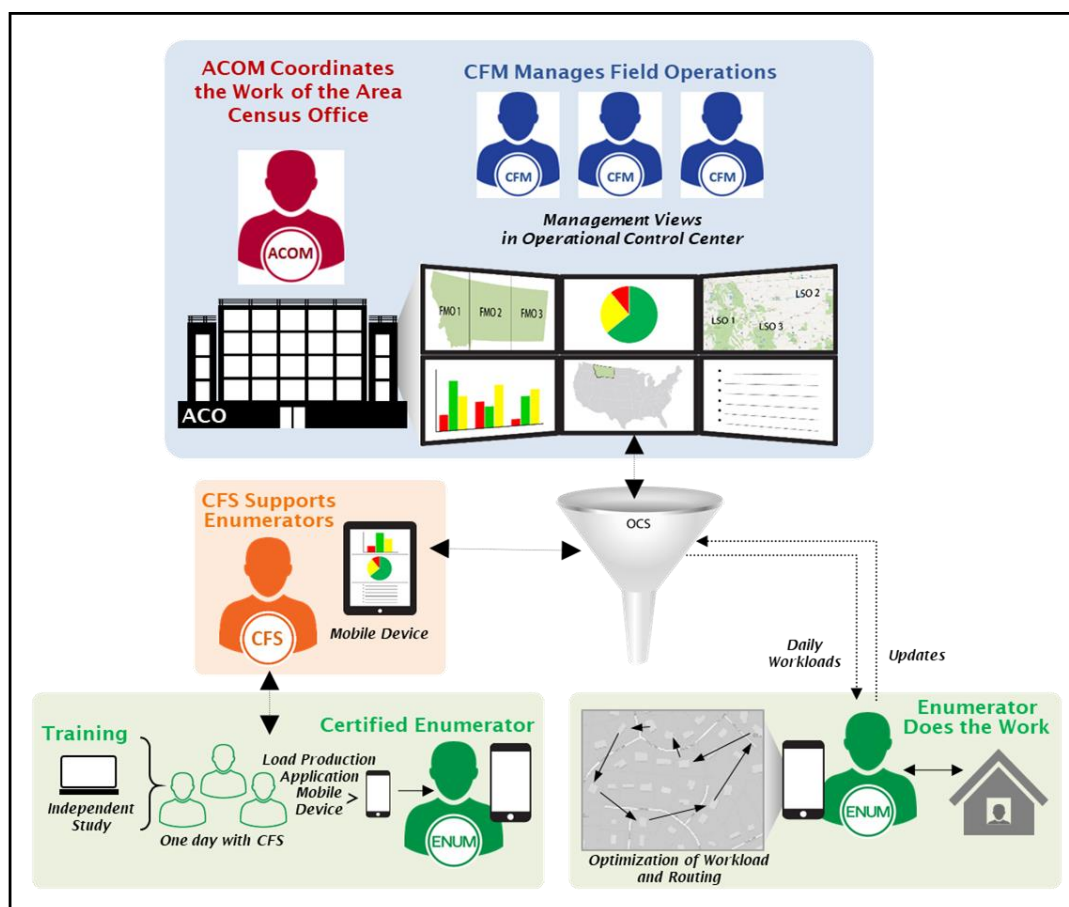 ACOM Coordinates
the Work of the Area
Census Office
ACOM
CFM Manages Field Operations
CFM
CFM
CFM
Management Views
in Operational Control Center
FMO 1
FMO 2
FMO 3
LSO 1
LSO 2
LSO 3
ACO
OCS
CFS Supports
Enumerators
CFS
Mobile Device
Daily
Workloads
Updates
Training
Independent
Study
One day with CFS
Load Production
Application
Mobile
Device >
Certified Enumerator
ENUM
Optimization of Workload
and Routing
Enumerator
Does the Work
ENUM